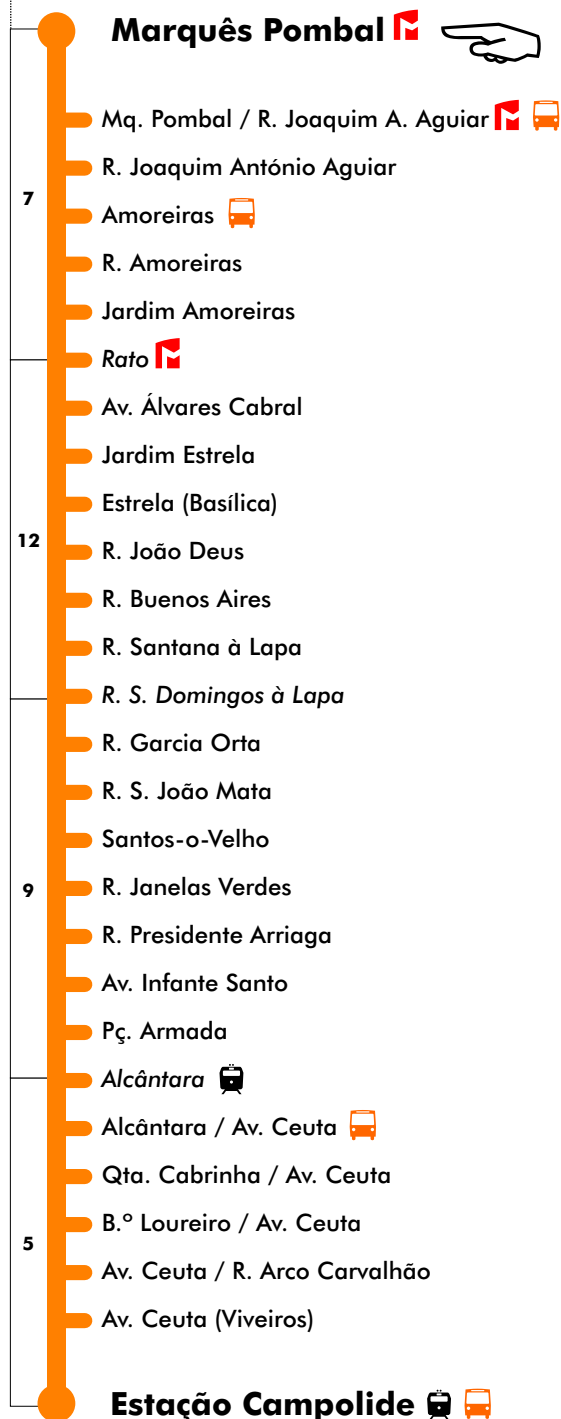 Marquês Pombal
Mq. Pombal / R. Joaquim A. Aguiar
R. Joaquim António Aguiar
7
Amoreiras
R. Amoreiras
Jardim Amoreiras
Rato
Av. Álvares Cabral
Jardim Estrela
Estrela (Basílica)
12
R. João Deus
R. Buenos Aires
R. Santana à Lapa
R. S. Domingos à Lapa
R. Garcia Orta
R. S. João Mata
Santos-o-Velho
9
R. Janelas Verdes
R. Presidente Arriaga
Av. Infante Santo
Pç. Armada
Alcântara
Alcântara / Av. Ceuta
Qta. Cabrinha / Av. Ceuta
B.º Loureiro / Av. Ceuta
5
Av. Ceuta / R. Arco Carvalhão
Av. Ceuta (Viveiros)
Estação Campolide